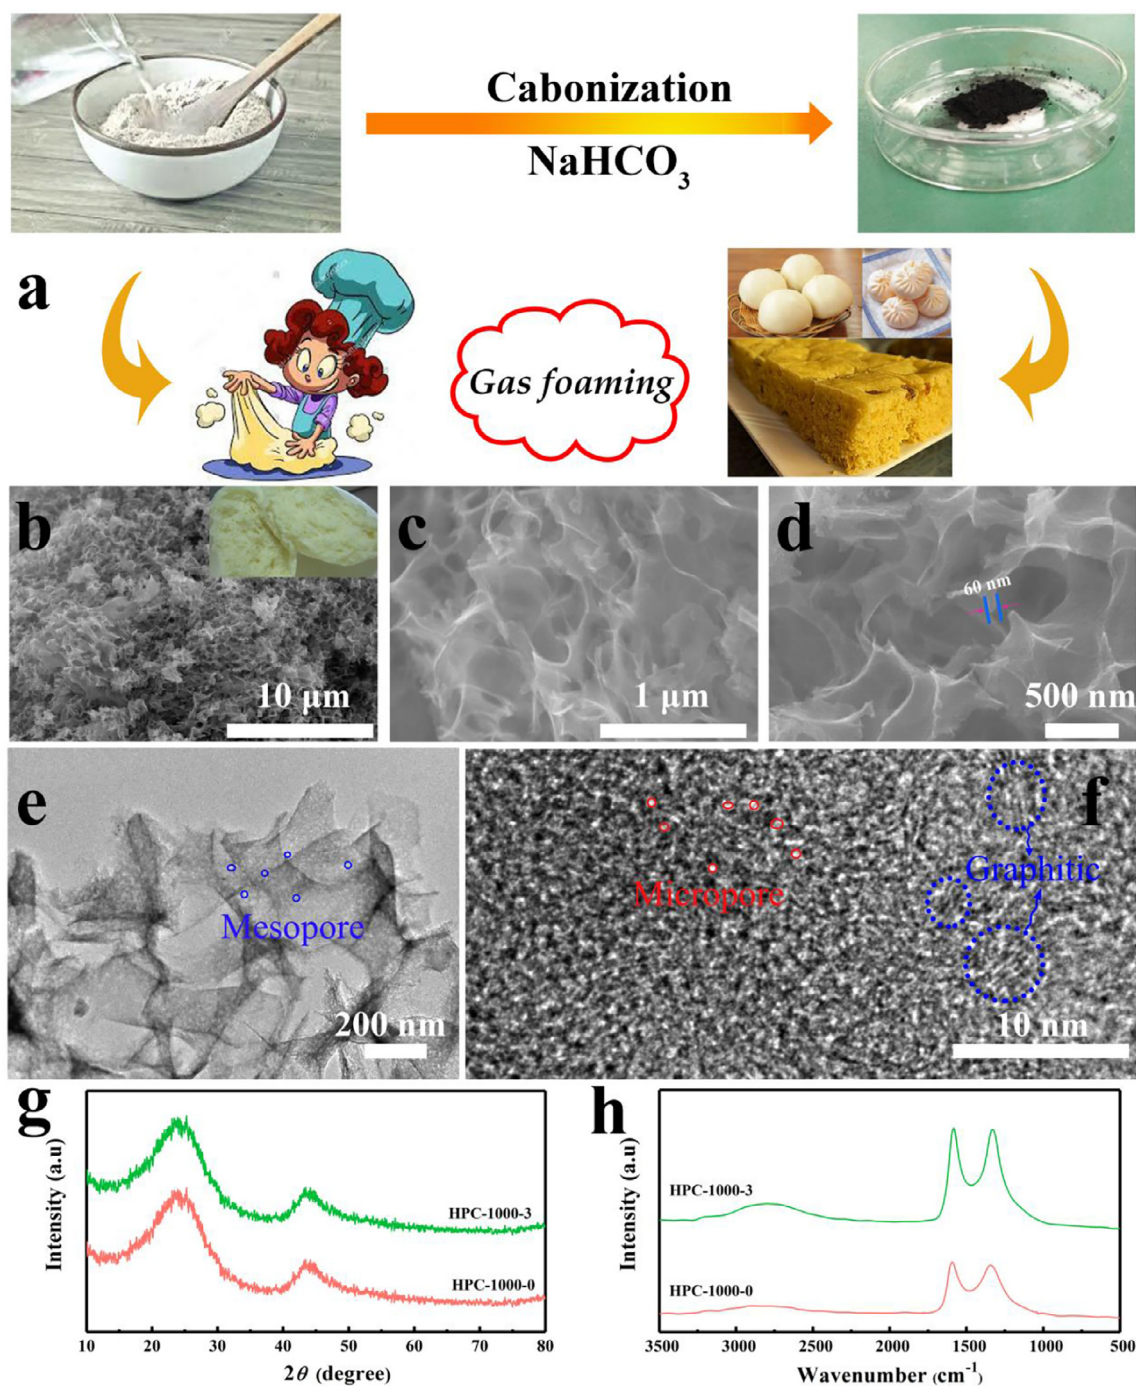 Cabonization
NaHCO₃
a
Gas foaming
b
10 μm
c
1 μm
d
60 nm
500 nm
e
Mesopore
200 nm
f
Micropore
Graphitic
10 nm
g
Intensity (a.u)
HPC-1000-3
HPC-1000-0
10 20 30 40 50 60 70 80
2θ (degree)
h
Intensity (a.u)
HPC-1000-3
HPC-1000-0
3500 3000 2500 2000 1500 1000 500
Wavenumber (cm⁻¹)